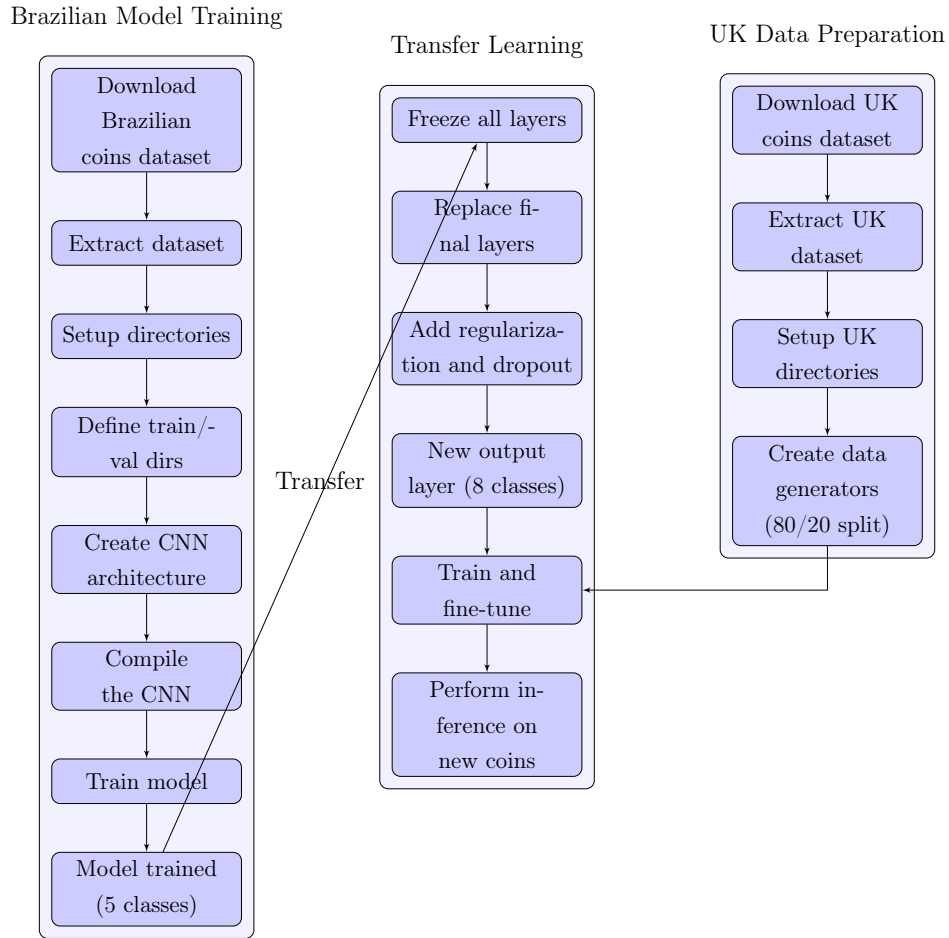 Brazilian Model Training
Download
Brazilian
coins dataset
Extract dataset
Setup directories
Define train/-
val dirs
Create CNN
architecture
Compile
the CNN
Train model
Model trained
(5 classes)
Transfer
Transfer Learning
Freeze all layers
Replace fi-
nal layers
Add regulariza-
tion and dropout
New output
layer (8 classes)
Train and
fine-tune
Perform in-
ference on
new coins
UK Data Preparation
Download UK
coins dataset
Extract UK
dataset
Setup UK
directories
Create data
generators
(80/20 split)